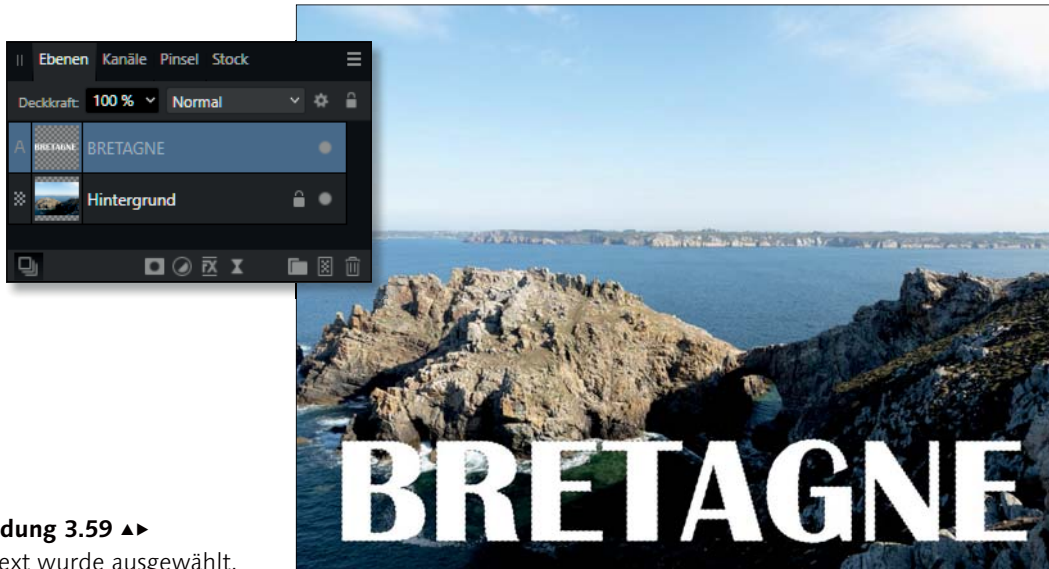 Ebenen Kanäle Pinsel Stock
Deckkraft: 100 % Normal
A BRETAGNE BRETAGNE
Hintergrund
BRETAGNE
dung 3.59 ▲►
ext wurde ausgewählt.